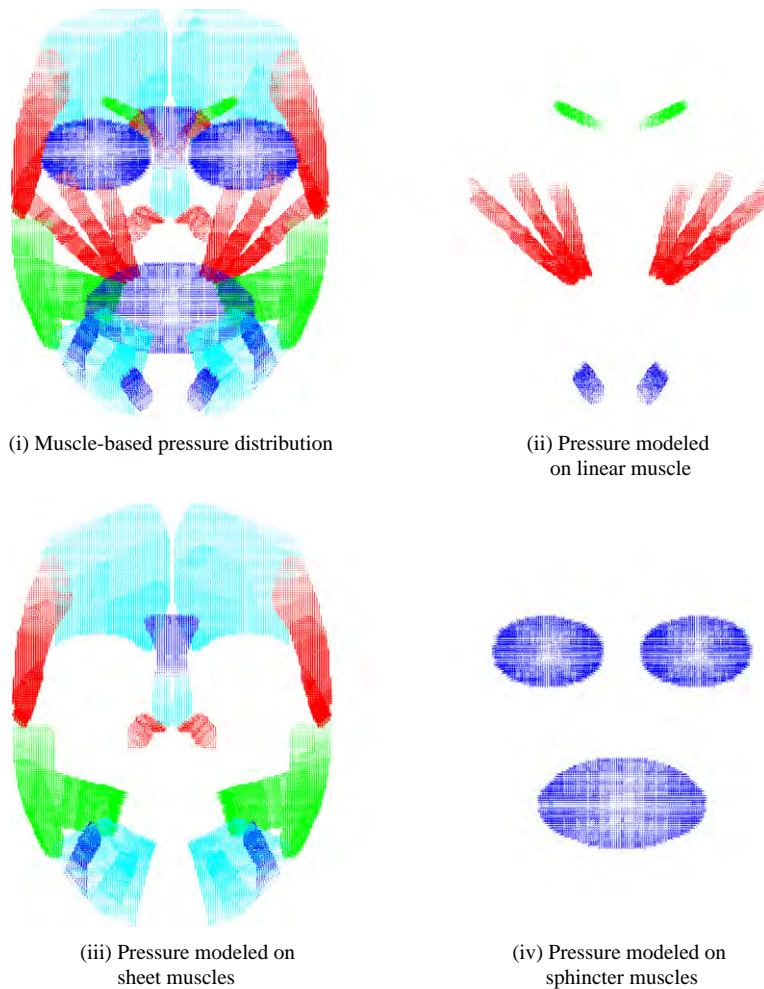 (i) Muscle-based pressure distribution
(ii) Pressure modeled
on linear muscle
(iii) Pressure modeled on
sheet muscles
(iv) Pressure modeled on
sphincter muscles